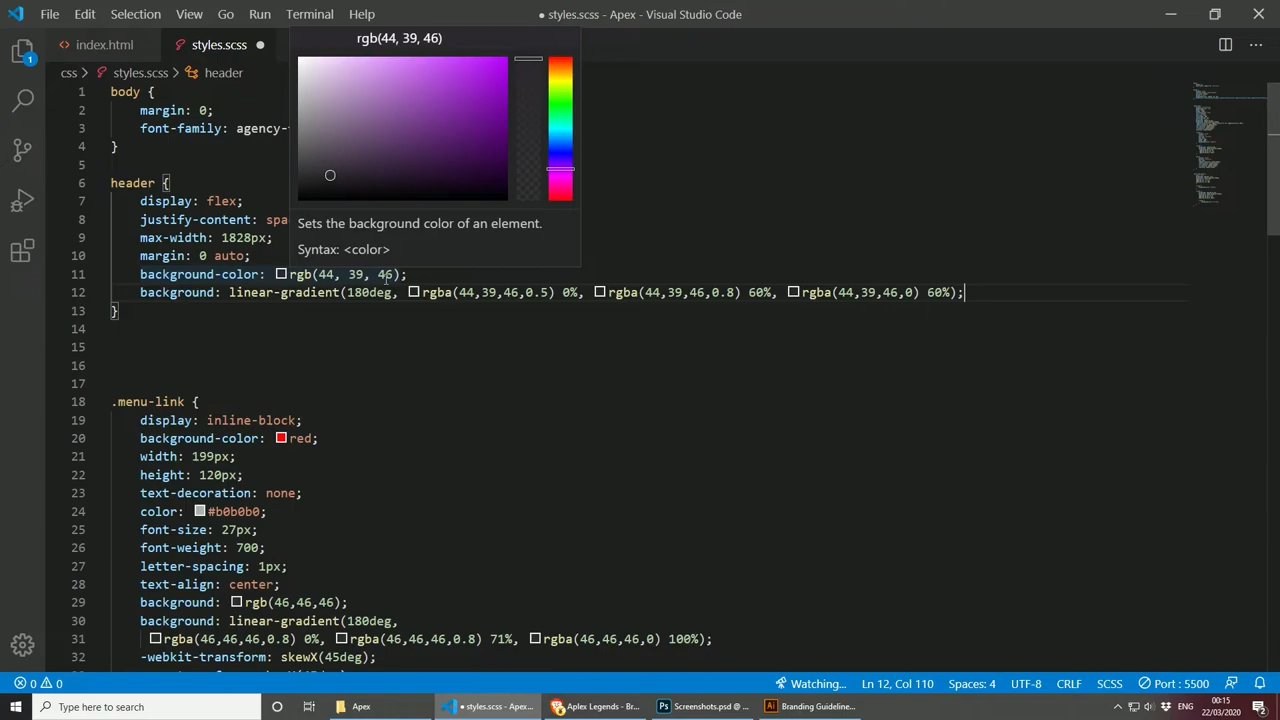 File Edit Selection View Go Run Terminal Help
● styles.scss - Apex - Visual Studio Code
index.html styles.scss ●
rgb(44, 39, 46)
css > styles.scss > header
1 body {
2 margin: 0;
3 font-family: agency-
4 }
5
6 header {
7 display: flex;
8 justify-content: spa
9 max-width: 1828px;
10 margin: 0 auto;
Sets the background color of an element.
Syntax: <color>
11 background-color: rgb(44, 39, 46);
12 background: linear-gradient(180deg, rgba(44,39,46,0.5) 0%, rgba(44,39,46,0.8) 60%, rgba(44,39,46,0) 60%);
13 }
14
15
16
17
18 .menu-link {
19 display: inline-block;
20 background-color: red;
21 width: 199px;
22 height: 120px;
23 text-decoration: none;
24 color: #b0b0b0;
25 font-size: 27px;
26 font-weight: 700;
27 letter-spacing: 1px;
28 text-align: center;
29 background: rgb(46,46,46);
30 background: linear-gradient(180deg,
31 rgba(46,46,46,0.8) 0%, rgba(46,46,46,0.8) 71%, rgba(46,46,46,0) 100%);
32 -webkit-transform: skewX(45deg);
1
0 0 Watching... Ln 12, Col 110 Spaces: 4 UTF-8 CRLF SCSS Port : 5500
Type here to search Apex ● styles.scss - Apex... Aplex Legends - Br... Screenshots.psd @ ... Branding Guideline... ENG 00:15
22/03/2020 2